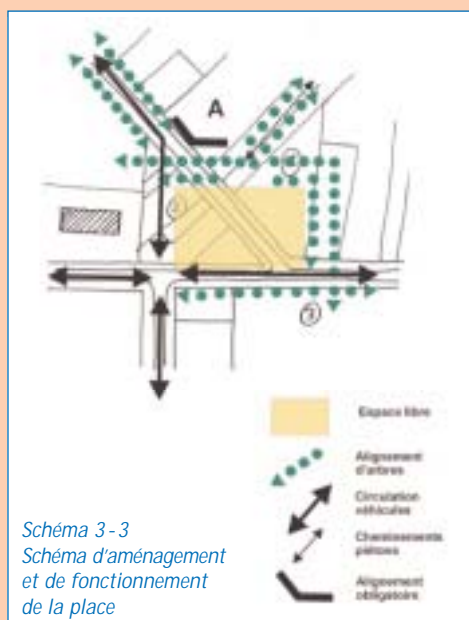 A
Espace libre
Alignement
d'arbres
Circulation
véhicules
Cheminements
piétons
Alignement
obligatoire
Schéma 3-3
Schéma d'aménagement
et de fonctionnement
de la place